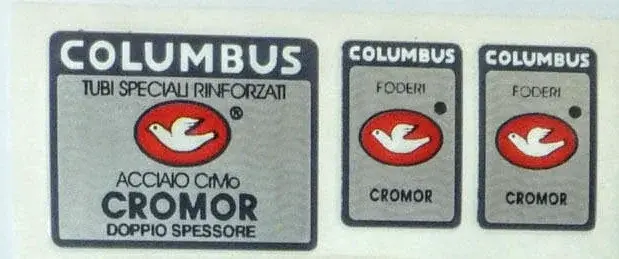 COLUMBUS
TUBI SPECIALI RINFORZATI
®
ACCIAIO CrMo
CROMOR
DOPPIO SPESSORE
COLUMBUS
FODERI
CROMOR
COLUMBUS
FODERI
CROMOR